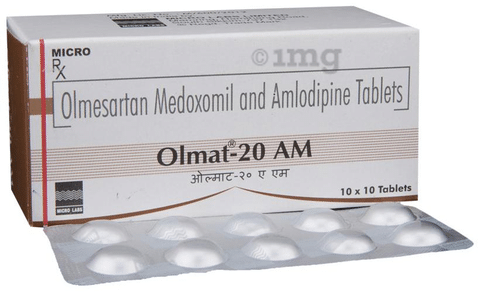 MICRO
Rx
©1mg
Olmesartan Medoxomil and Amlodipine Tablets
Olmat®-20 AM
ओल्माट-२० ए एम
MICRO LABS
10 x 10 Tablets